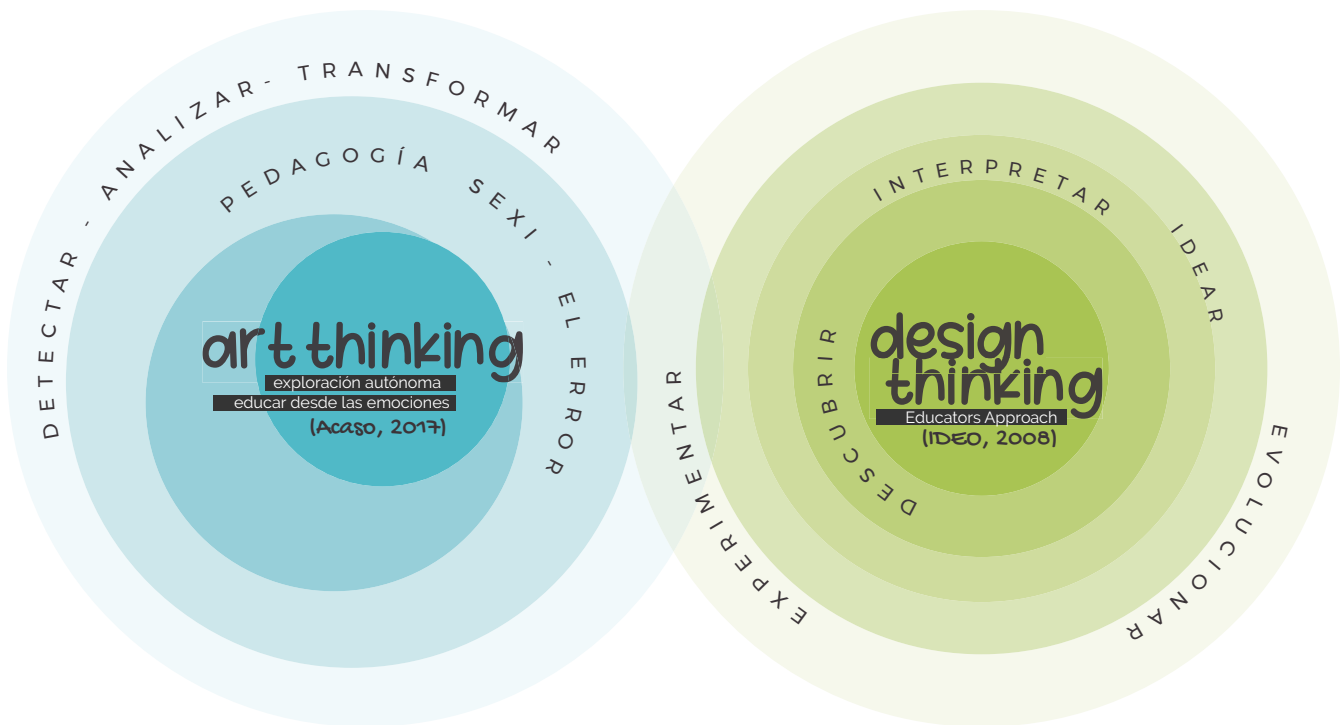 DETECTAR - ANALIZAR- TRANSFORMAR
PEDAGOGÍA SEXI - EL ERROR
art thinking
exploración autónoma
educar desde las emociones
(Acaso, 2017)
INTERPRETAR
IDEAR
DESCUBRIR
design
thinking
Educators Approach
(IDEO, 2008)
EXPERIMENTAR
EVOLUCIONAR